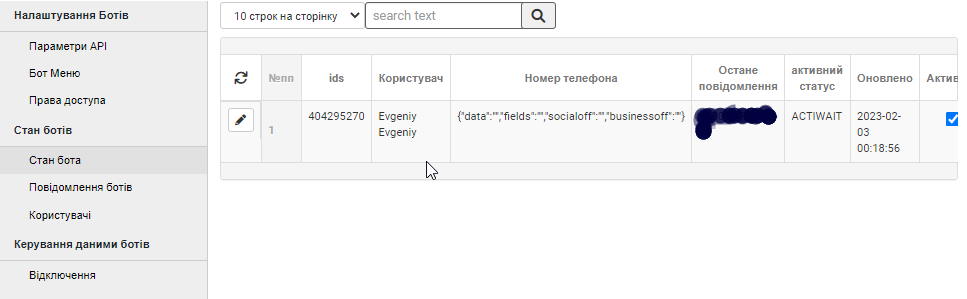 Налаштування Ботів
Параметри API
Бот Меню
Права доступа
Стан ботів
Стан бота
Повідомлення ботів
Користувачі
Керування даними ботів
Відключення
10 строк на сторінку
search text
№пп
ids
Користувач
Номер телефона
Остане
повідомлення
активний
статус
Оновлено
1
404295270
Evgeniy
Evgeniy
{"data":"","fields":"","socialoff":"","businessoff":""}
ACTIWAIT
2023-02-
03
00:18:56